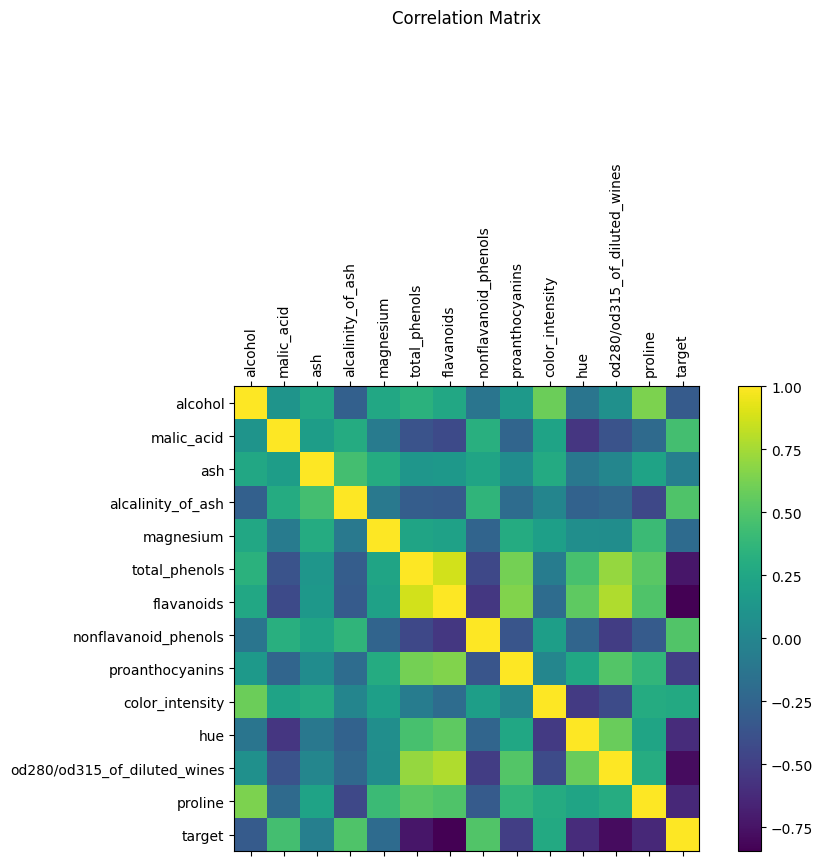 Correlation Matrix
alcohol
malic_acid
ash
alcalinity_of_ash
magnesium
total_phenols
flavanoids
nonflavanoid_phenols
proanthocyanins
color_intensity
hue
od280/od315_of_diluted_wines
proline
target
alcohol
malic_acid
ash
alcalinity_of_ash
magnesium
total_phenols
flavanoids
nonflavanoid_phenols
proanthocyanins
color_intensity
hue
od280/od315_of_diluted_wines
proline
target
1.00
0.75
0.50
0.25
0.00
−0.25
−0.50
−0.75